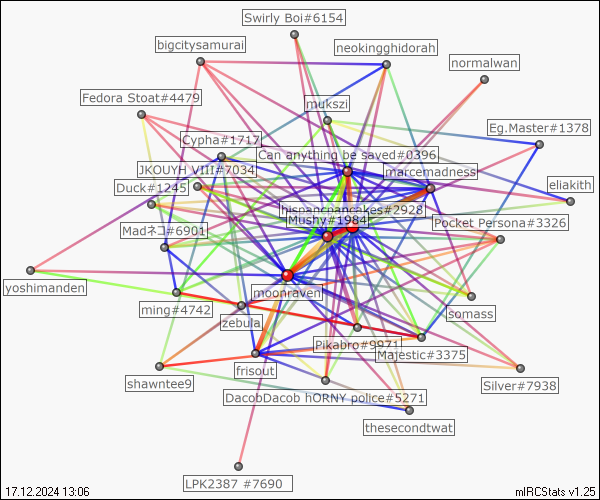 Swirly Boi#6154
bigcitysamurai
neokingghidorah
normalwan
Fedora Stoat#4479
mukszi
Eg.Master#1378
Cypha#1717
Can anything be saved#0396
JKOUYH VIII#7034
marcemadness
Duck#1245
eliakith
hispanicpancakes#2928
Mushy#1984
Pocket Persona#3326
Madネコ#6901
yoshimanden
moonraven
ming#4742
somass
zebula
Pikabro#9971
Majestic#3375
frisout
shawntee9
Silver#7938
DacobDacob hORNY police#5271
thesecondtwat
LPK2387 #7690
17.12.2024 13:06
mIRCStats v1.25